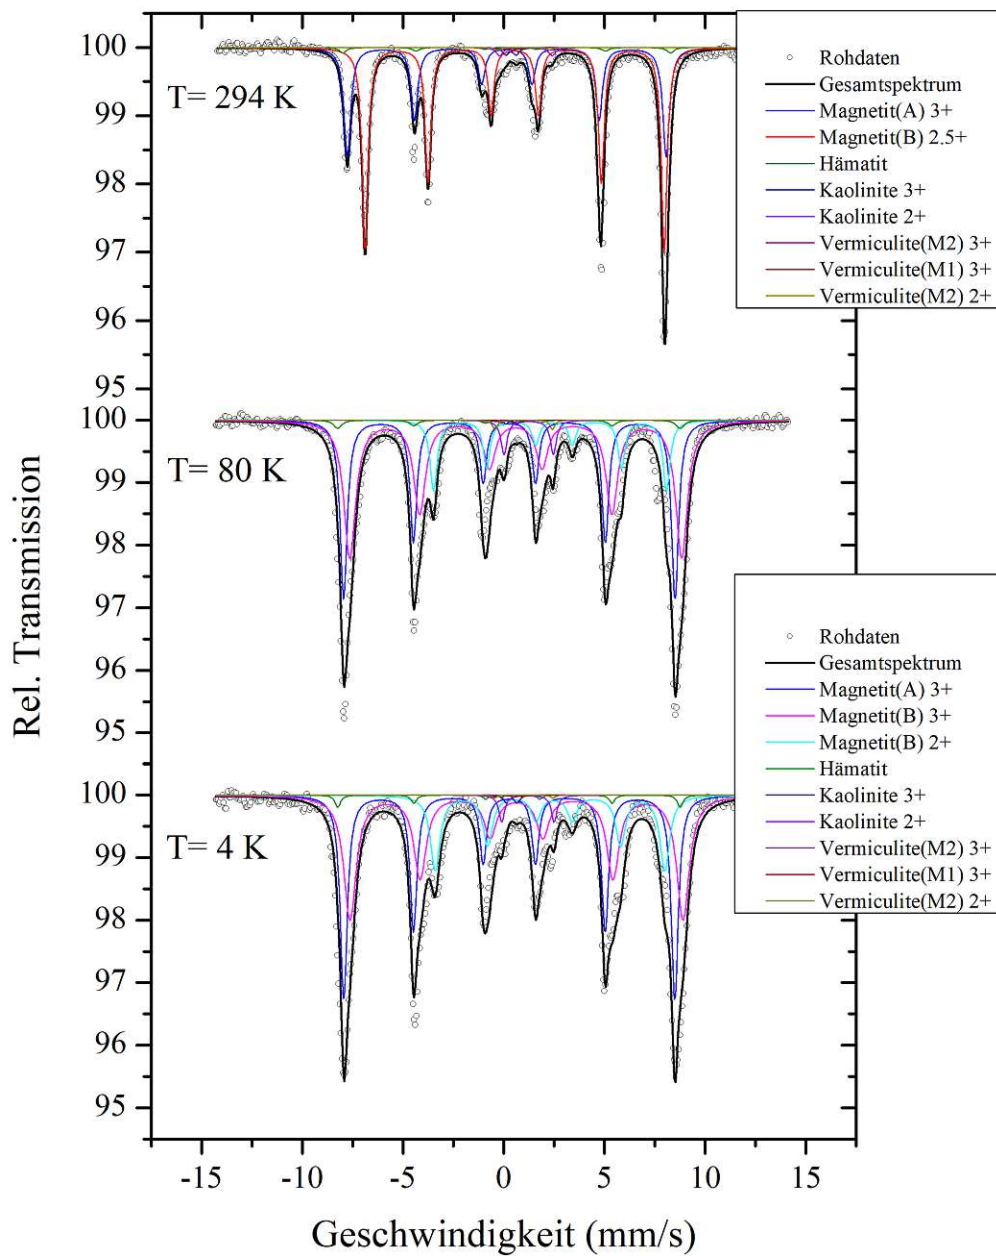 100
99
98
97
96
95
T= 294 K
Rohdaten
Gesamtspektrum
Magnetit(A) 3+
Magnetit(B) 2.5+
Hämatit
Kaolinite 3+
Kaolinite 2+
Vermiculite(M2) 3+
Vermiculite(M1) 3+
Vermiculite(M2) 2+
100
99
98
97
96
95
T= 80 K
Rel. Transmission
Rohdaten
Gesamtspektrum
Magnetit(A) 3+
Magnetit(B) 3+
Magnetit(B) 2+
Hämatit
Kaolinite 3+
Kaolinite 2+
Vermiculite(M2) 3+
Vermiculite(M1) 3+
Vermiculite(M2) 2+
100
99
98
97
96
95
T= 4 K
-15 -10 -5 0 5 10 15
Geschwindigkeit (mm/s)